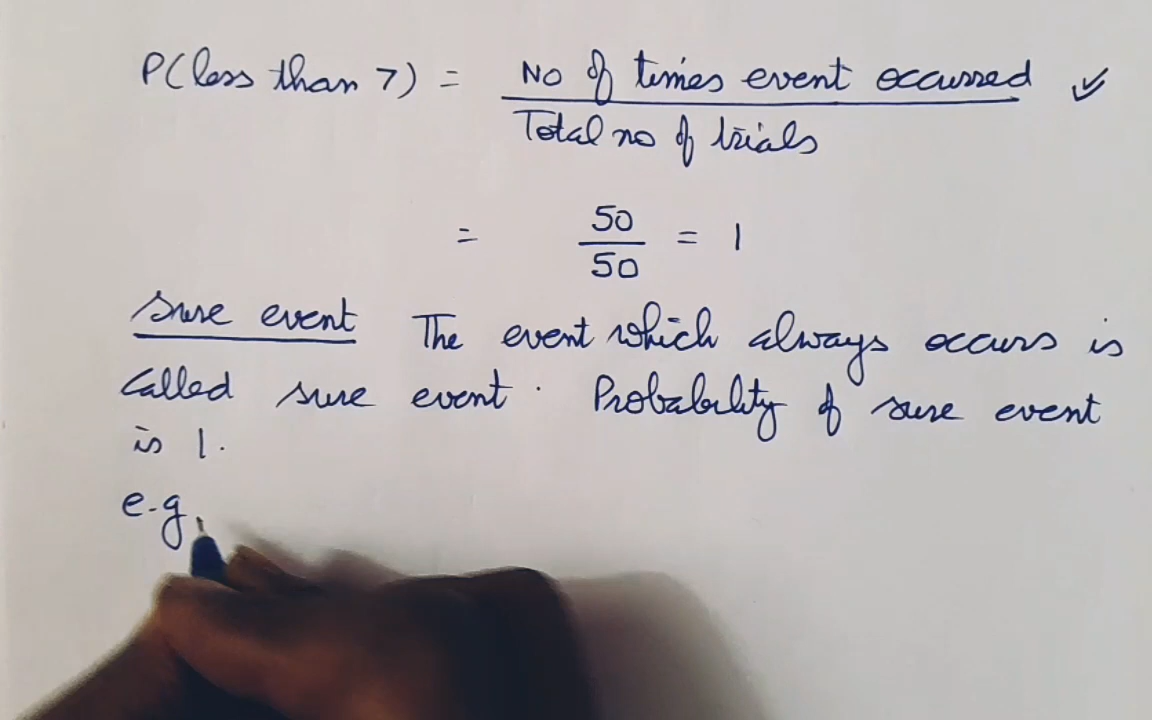 P(less than 7) = No of times event occurred ✓
Total no of trials
= 50/50 = 1
Sure event The event which always occurs is
called sure event. Probability of sure event
is 1.
e.g.